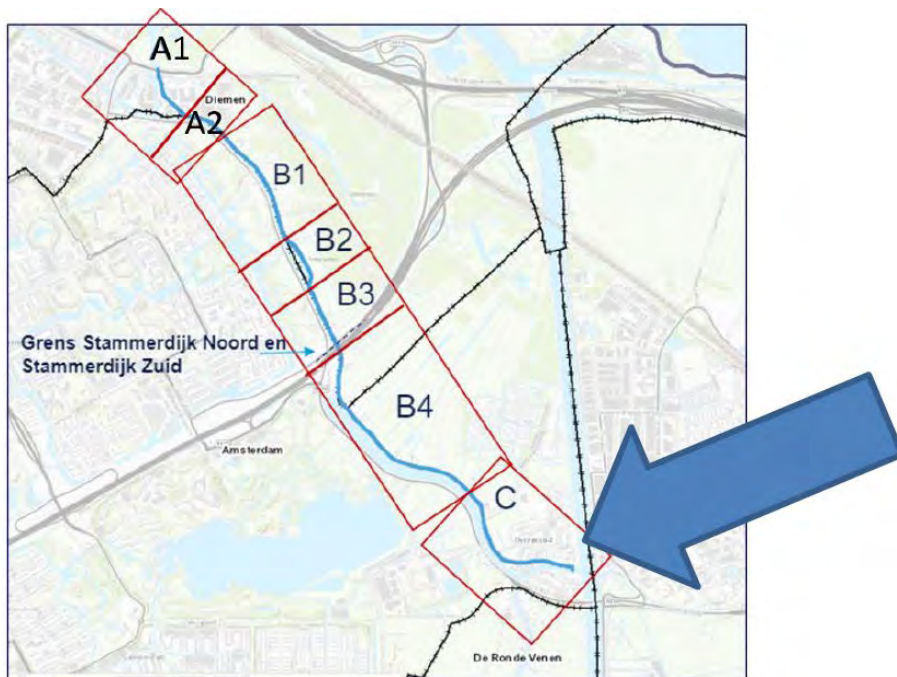 A1
Diemen
A2
B1
B2
B3
Grens Stammerdijk Noord en
Stammerdijk Zuid
B4
Amsterdam
C
De Ronde Venen